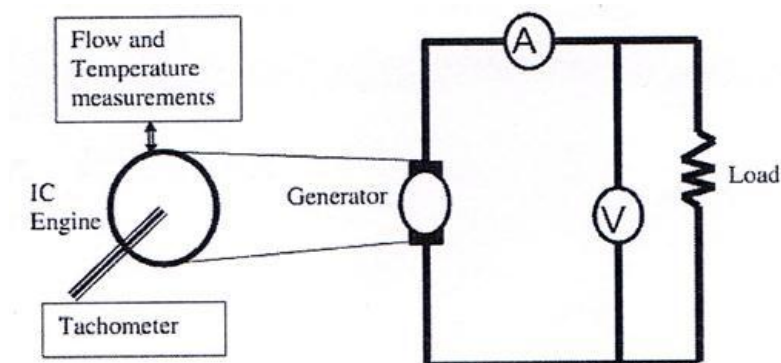 Flow and
Temperature
measurements
IC
Engine
Tachometer
Generator
A
V
Load